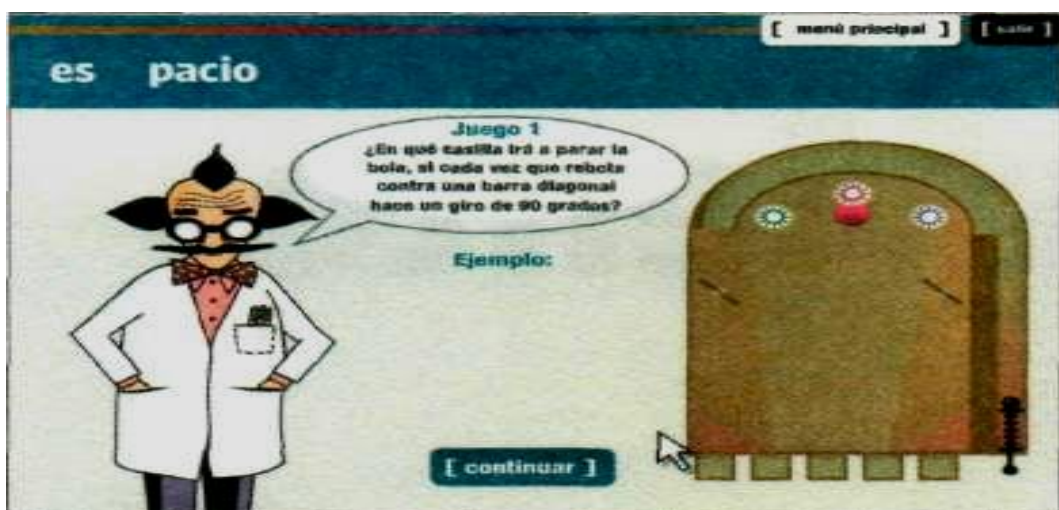 [ menú principal ] [ salir ]
es pacio
Juego 1
¿En qué casilla irá a parar la
bola, si cada vez que rebota
contra una barra diagonal
hace un giro de 90 grados?
Ejemplo:
[ continuar ]